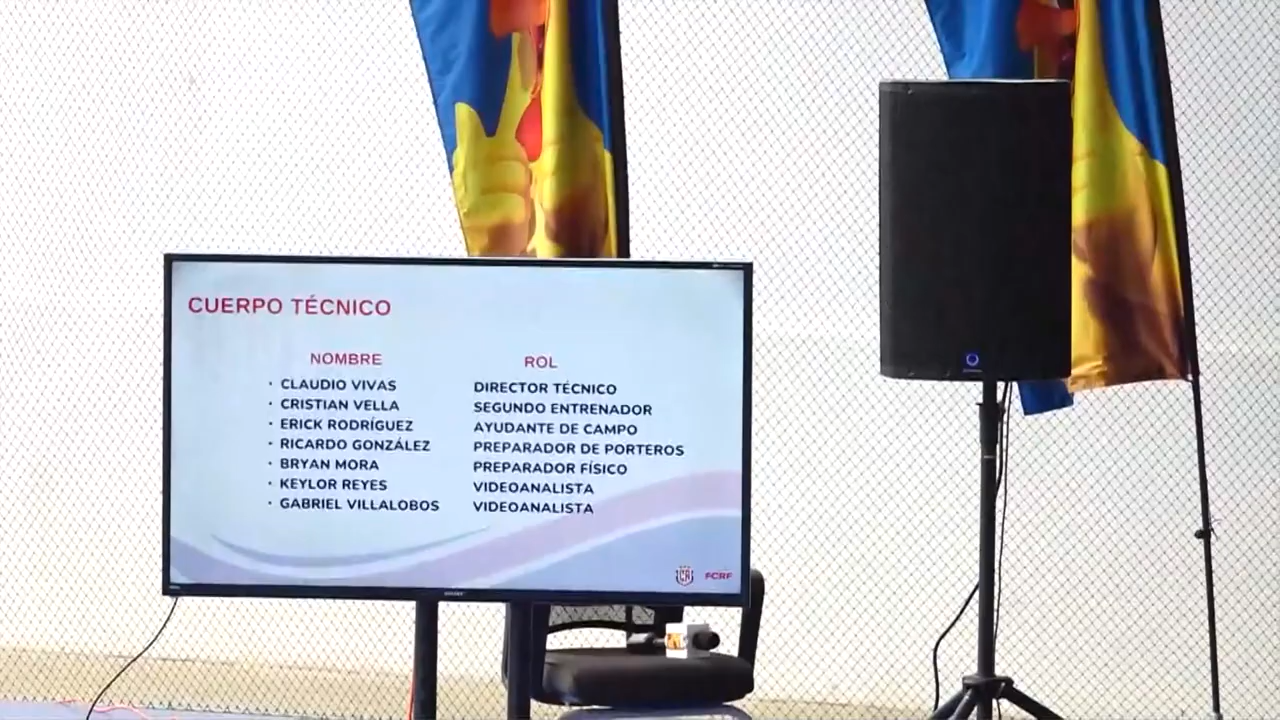 CUERPO TÉCNICO
NOMBRE ROL
· CLAUDIO VIVAS DIRECTOR TÉCNICO
· CRISTIAN VELLA SEGUNDO ENTRENADOR
· ERICK RODRÍGUEZ AYUDANTE DE CAMPO
· RICARDO GONZÁLEZ PREPARADOR DE PORTEROS
· BRYAN MORA PREPARADOR FÍSICO
· KEYLOR REYES VIDEOANALISTA
· GABRIEL VILLALOBOS VIDEOANALISTA
CR FCRF